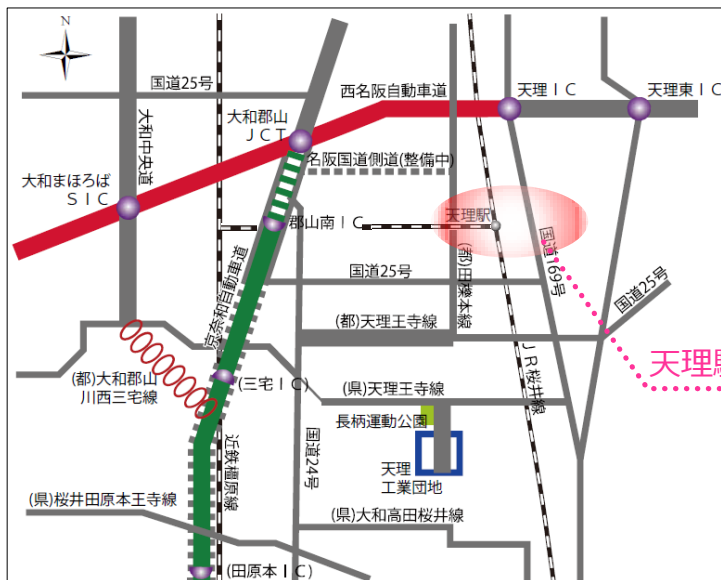 N
国道25号
西名阪自動車道
天理ＩＣ
天理東ＩＣ
大和中央道
大和郡山
ＪＣＴ
名阪国道側道(整備中)
大和まほろば
ＳＩＣ
郡山南ＩＣ
天理駅
国道25号
(都)田櫟本線
国道169号
国道25号
京奈和自動車道
(都)天理王寺線
ＪＲ桜井線
天理駅
(都)大和郡山
川西三宅線
(三宅ＩＣ)
(県)天理王寺線
長柄運動公園
近鉄橿原線
国道24号
天理
工業団地
(県)桜井田原本王寺線
(県)大和高田桜井線
(田原本ＩＣ)